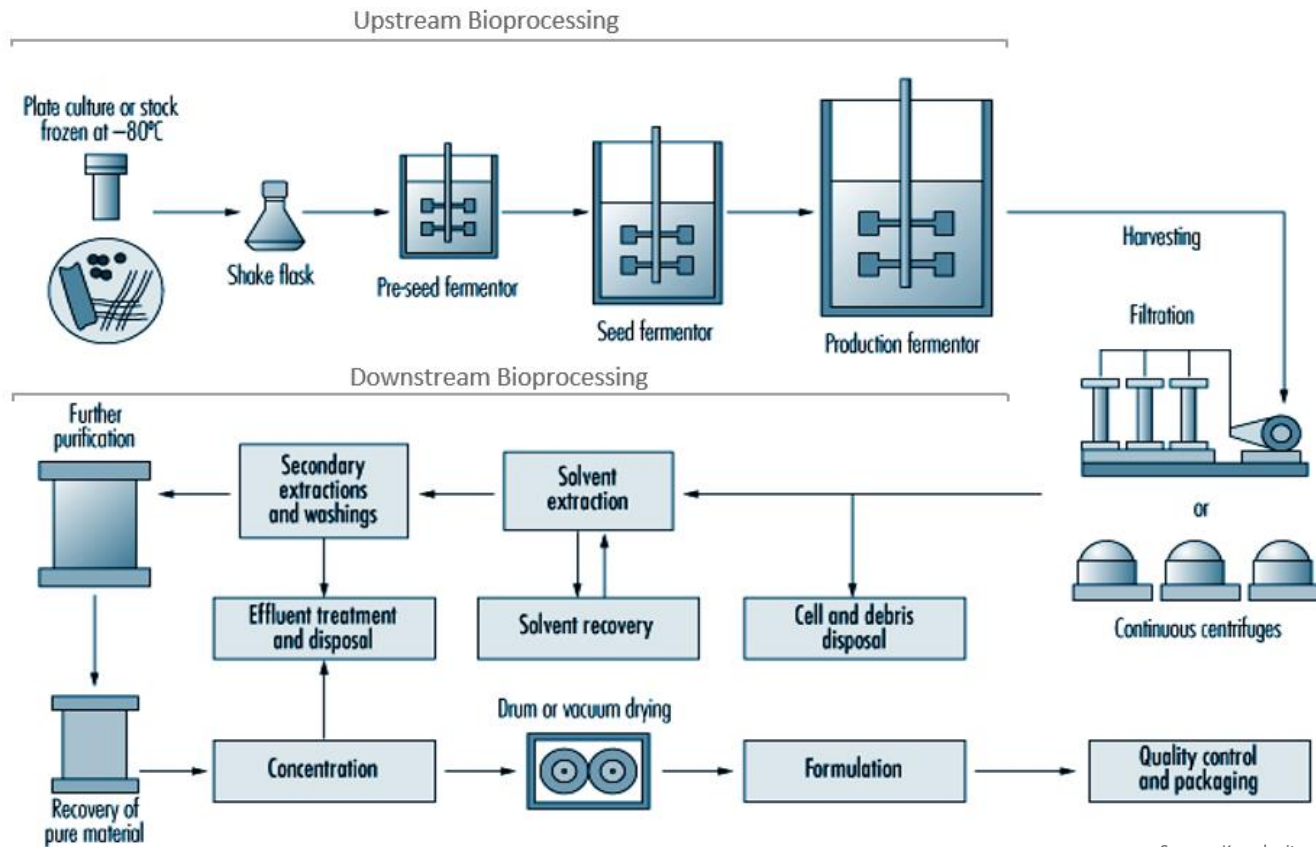 Upstream Bioprocessing
Plate culture or stock
frozen at –80ºC
Shake flask
Pre-seed fermentor
Seed fermentor
Production fermentor
Harvesting
Filtration
or
Continuous centrifuges
Downstream Bioprocessing
Further
purification
Secondary
extractions
and washings
Solvent
extraction
Effluent treatment
and disposal
Solvent recovery
Cell and debris
disposal
Recovery of
pure material
Concentration
Drum or vacuum drying
Formulation
Quality control
and packaging